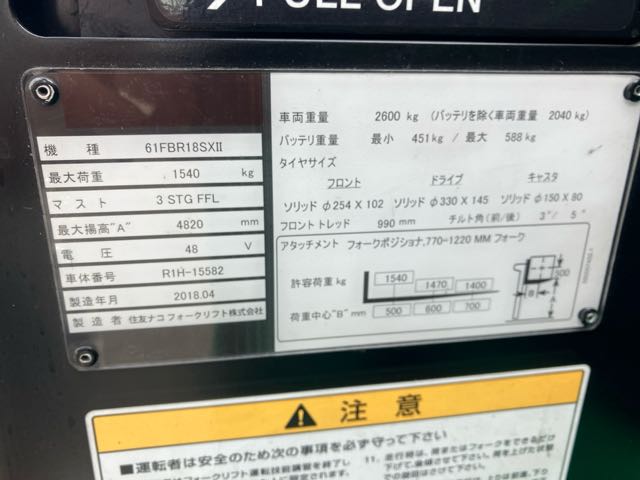 PULL OPEN
機種 61FBR18SXII
最大荷重 1540 kg
マスト 3 STG FFL
最大揚高"A" 4820 mm
電圧 48 V
車体番号 R1H-15582
製造年月 2018.04
製造者 住友ナコ フォークリフト株式会社
車両重量 2600 kg (バッテリを除く車両重量 2040 kg)
バッテリ重量 最小 451 kg / 最大 588 kg
タイヤサイズ
フロント ドライブ キャスタ
ソリッド φ254 X 102 ソリッド φ330 X 145 ソリッド φ150 X 80
フロントトレッド 990 mm チルト角(前/後) 3°/ 5°
アタッチメント フォークポジショナ,770-1220 MM フォーク
許容荷重 kg 1540 1470 1400
荷重中心"B" mm 500 600 700
300
B
A
注意
■運転者は安全のため次の事項を必ず守って下さい